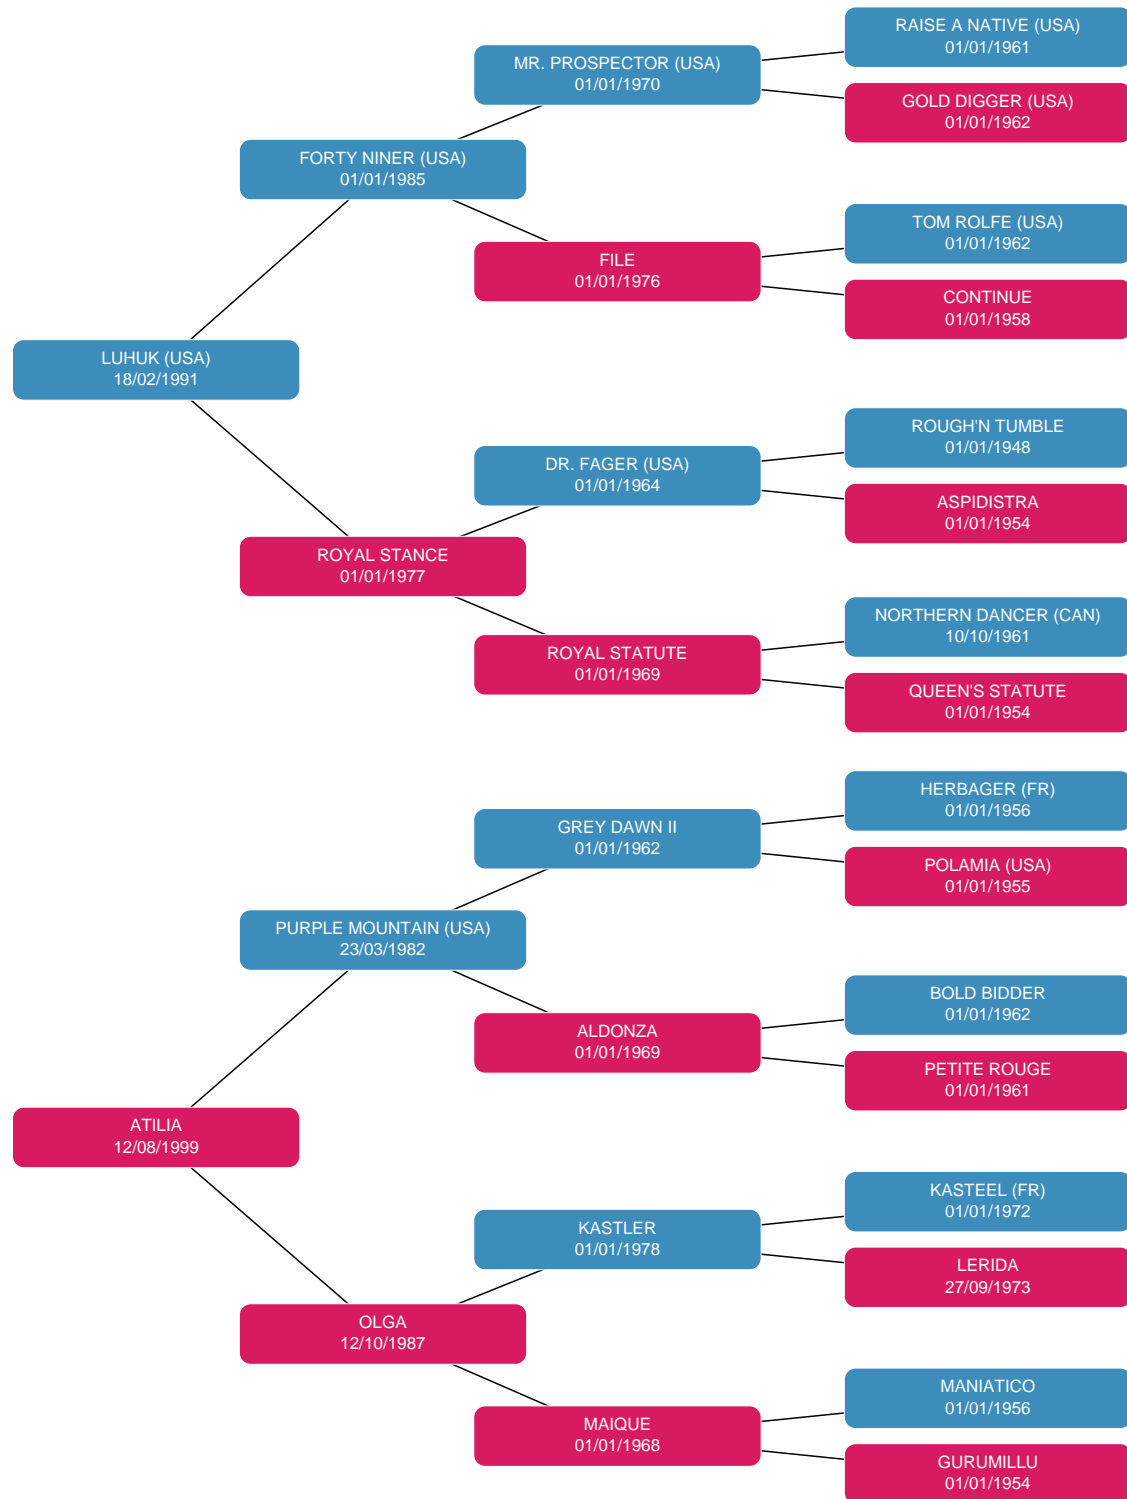 RAISE A NATIVE (USA)
01/01/1961
MR. PROSPECTOR (USA)
01/01/1970
GOLD DIGGER (USA)
01/01/1962
FORTY NINER (USA)
01/01/1985
TOM ROLFE (USA)
01/01/1962
FILE
01/01/1976
CONTINUE
01/01/1958
LUHUK (USA)
18/02/1991
ROUGH'N TUMBLE
01/01/1948
DR. FAGER (USA)
01/01/1964
ASPIDISTRA
01/01/1954
ROYAL STANCE
01/01/1977
NORTHERN DANCER (CAN)
10/10/1961
ROYAL STATUTE
01/01/1969
QUEEN'S STATUTE
01/01/1954
HERBAGER (FR)
01/01/1956
GREY DAWN II
01/01/1962
POLAMIA (USA)
01/01/1955
PURPLE MOUNTAIN (USA)
23/03/1982
BOLD BIDDER
01/01/1962
ALDONZA
01/01/1969
PETITE ROUGE
01/01/1961
ATILIA
12/08/1999
KASTEEL (FR)
01/01/1972
KASTLER
01/01/1978
LERIDA
27/09/1973
OLGA
12/10/1987
MANIATICO
01/01/1956
MAIQUE
01/01/1968
GURUMILLU
01/01/1954